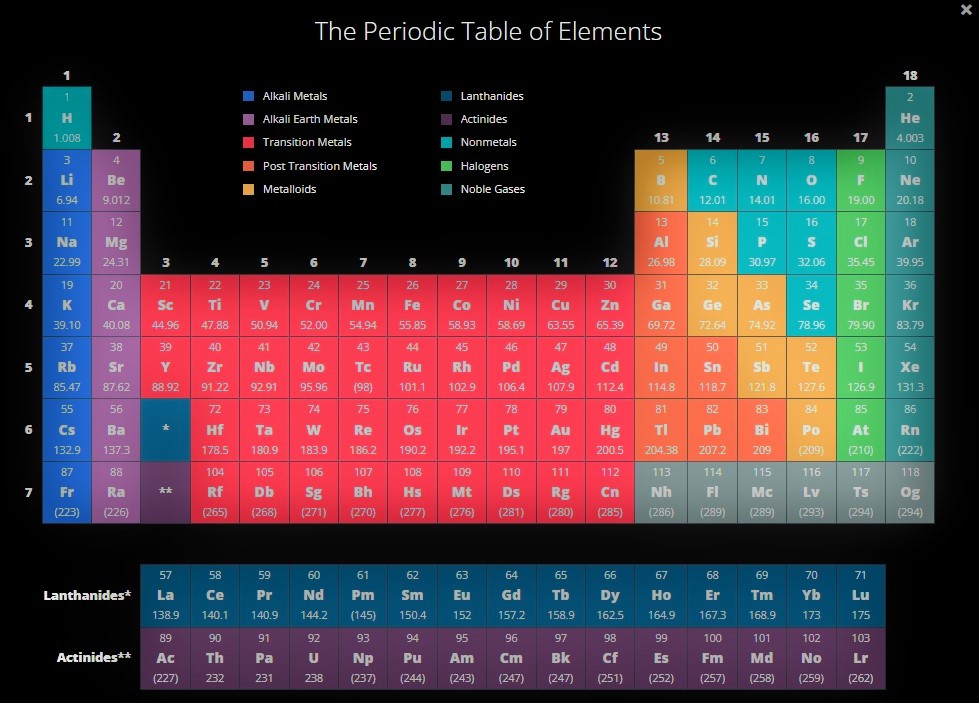 The Periodic Table of Elements
1 18
Alkali Metals Lanthanides
1 2
Alkali Earth Metals Actinides
1 H 2 13 14 15 16 17 He
Transition Metals Nonmetals
1.008 4.003
Post Transition Metals Halogens
3 4 5 6 7 8 9 10
2 Li Be B C N O F Ne
Metalloids Noble Gases
6.94 9.012 10.81 12.01 14.01 16.00 19.00 20.18
11 12 13 14 15 16 17 18
3 Na Mg Al Si P S Cl Ar
22.99 24.31 3 4 5 6 7 8 9 10 11 12 26.98 28.09 30.97 32.06 35.45 39.95
19 20 21 22 23 24 25 26 27 28 29 30 31 32 33 34 35 36
4 K Ca Sc Ti V Cr Mn Fe Co Ni Cu Zn Ga Ge As Se Br Kr
39.10 40.08 44.96 47.88 50.94 52.00 54.94 55.85 58.93 58.69 63.55 65.39 69.72 72.64 74.92 78.96 79.90 83.79
37 38 39 40 41 42 43 44 45 46 47 48 49 50 51 52 53 54
5 Rb Sr Y Zr Nb Mo Tc Ru Rh Pd Ag Cd In Sn Sb Te I Xe
85.47 87.62 88.92 91.22 92.91 95.96 (98) 101.1 102.9 106.4 107.9 112.4 114.8 118.7 121.8 127.6 126.9 131.3
55 56 72 73 74 75 76 77 78 79 80 81 82 83 84 85 86
6 Cs Ba * Hf Ta W Re Os Ir Pt Au Hg Tl Pb Bi Po At Rn
132.9 137.3 178.5 180.9 183.9 186.2 190.2 192.2 195.1 197 200.5 204.38 207.2 209 (209) (210) (222)
87 88 104 105 106 107 108 109 110 111 112 113 114 115 116 117 118
7 Fr Ra ** Rf Db Sg Bh Hs Mt Ds Rg Cn Nh Fl Mc Lv Ts Og
(223) (226) (265) (268) (271) (270) (277) (276) (281) (280) (285) (286) (289) (289) (293) (294) (294)
57 58 59 60 61 62 63 64 65 66 67 68 69 70 71
Lanthanides* La Ce Pr Nd Pm Sm Eu Gd Tb Dy Ho Er Tm Yb Lu
138.9 140.1 140.9 144.2 (145) 150.4 152 157.2 158.9 162.5 164.9 167.3 168.9 173 175
89 90 91 92 93 94 95 96 97 98 99 100 101 102 103
Actinides** Ac Th Pa U Np Pu Am Cm Bk Cf Es Fm Md No Lr
(227) 232 231 238 (237) (244) (243) (247) (247) (251) (252) (257) (258) (259) (262)